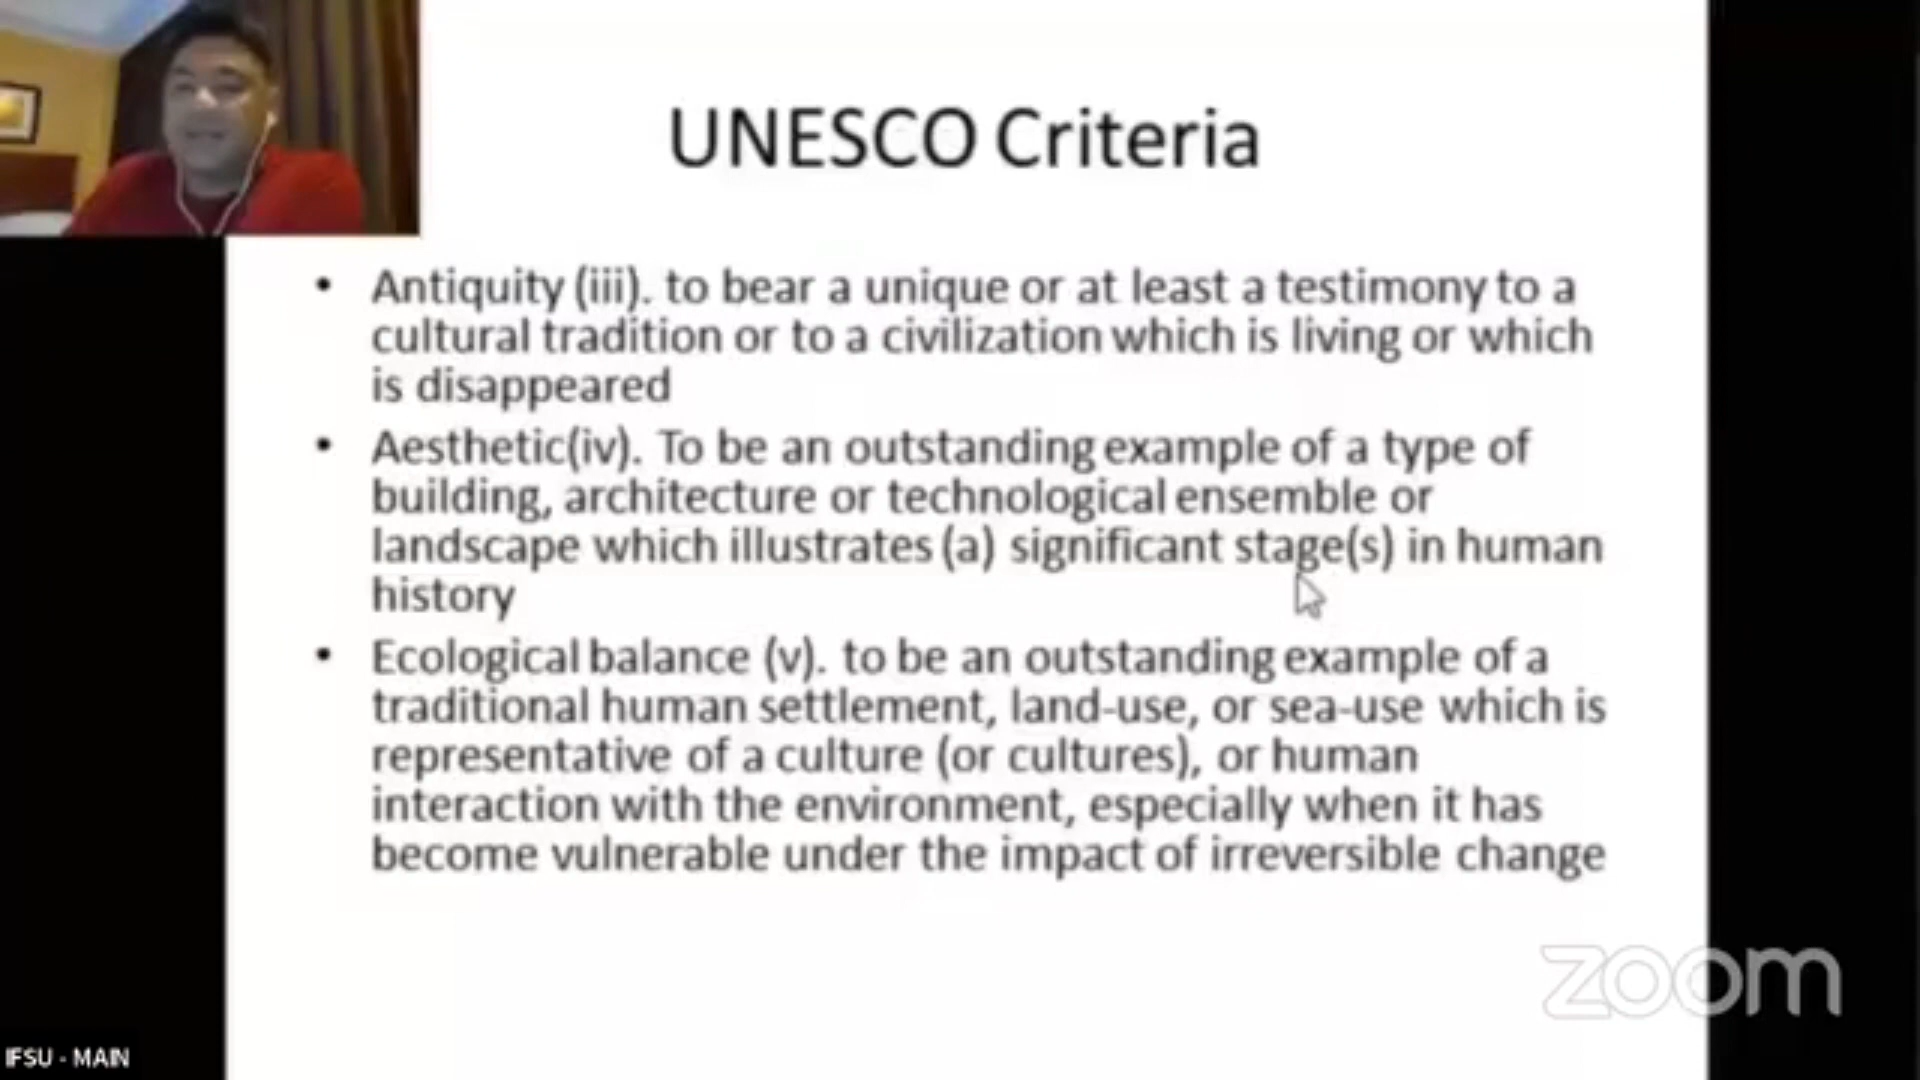 UNESCO Criteria
• Antiquity (iii). to bear a unique or at least a testimony to a
cultural tradition or to a civilization which is living or which
is disappeared
• Aesthetic(iv). To be an outstanding example of a type of
building, architecture or technological ensemble or
landscape which illustrates (a) significant stage(s) in human
history
• Ecological balance (v). to be an outstanding example of a
traditional human settlement, land-use, or sea-use which is
representative of a culture (or cultures), or human
interaction with the environment, especially when it has
become vulnerable under the impact of irreversible change
zoom
IFSU - MAIN